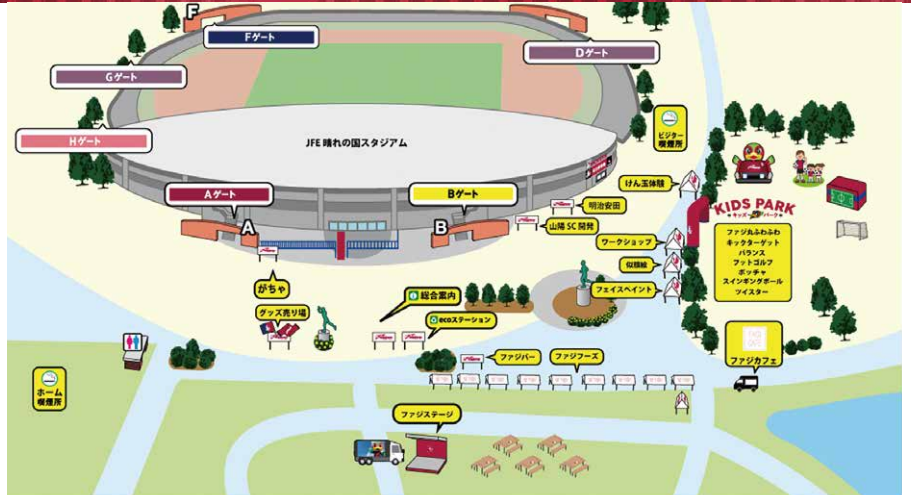 F
Fゲート
Dゲート
Gゲート
Hゲート
JFE晴れの国スタジアム
ビジター
喫煙所
Aゲート
Bゲート
A
B
けん玉体験
明治安田
山陽SC開発
KIDS PARK
キッズパーク
ワークショップ
似顔絵
フェイスペイント
ファジ丸ふわふわ
キックターゲット
バランス
フットゴルフ
ボッチャ
スインギングボール
ツイスター
がちゃ
グッズ売り場
総合案内
ecoステーション
ファジバー
ファジフーズ
ファジカフェ
ホーム
喫煙所
ファジステージ